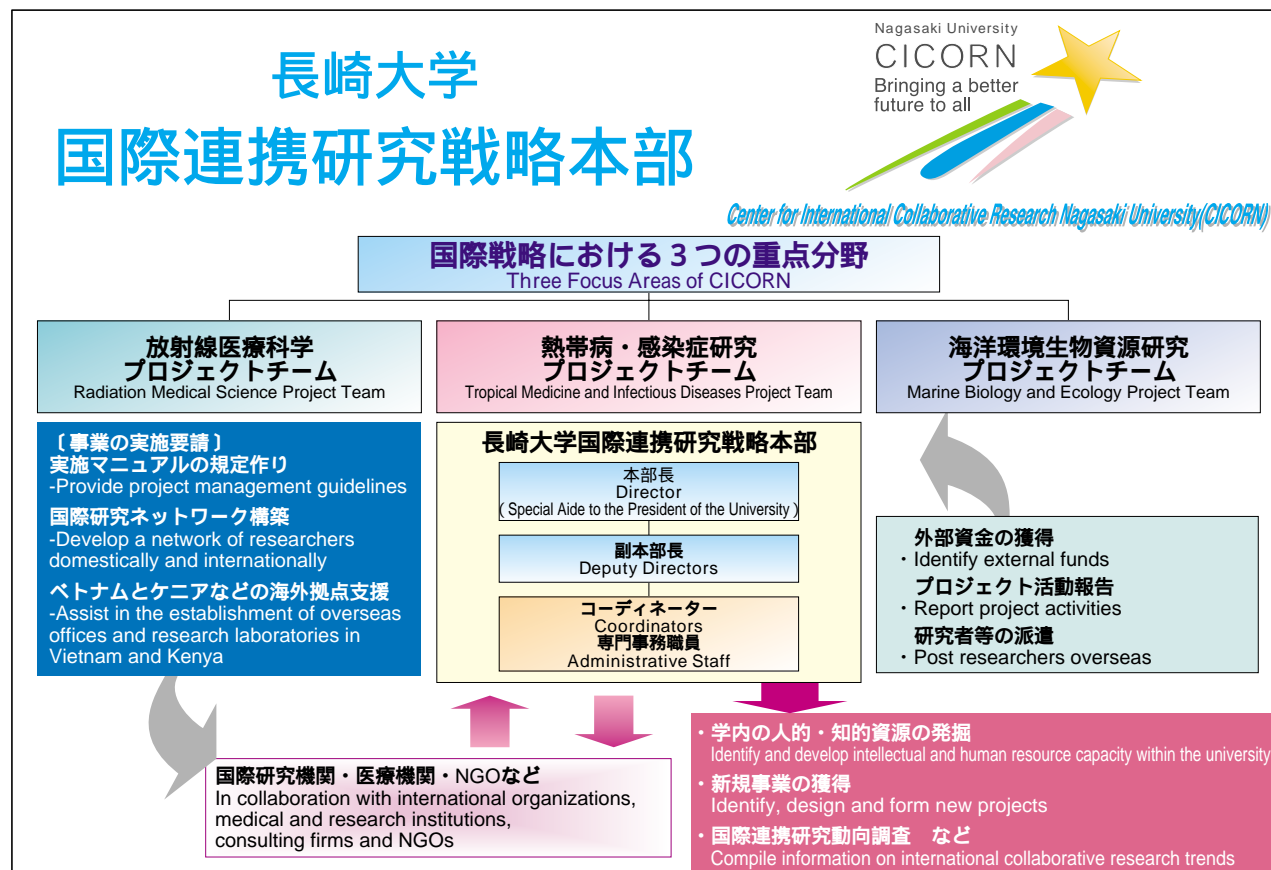 長崎大学
国際連携研究戦略本部
Nagasaki University
CICORN
Bringing a better
future to all
Center for International Collaborative Research Nagasaki University(CICORN)
国際戦略における3つの重点分野
Three Focus Areas of CICORN
放射線医療科学
プロジェクトチーム
Radiation Medical Science Project Team
熱帯病・感染症研究
プロジェクトチーム
Tropical Medicine and Infectious Diseases Project Team
海洋環境生物資源研究
プロジェクトチーム
Marine Biology and Ecology Project Team
〔事業の実施要請〕
実施マニュアルの規定作り
-Provide project management guidelines
国際研究ネットワーク構築
-Develop a network of researchers
domestically and internationally
ベトナムとケニアなどの海外拠点支援
-Assist in the establishment of overseas
offices and research laboratories in
Vietnam and Kenya
長崎大学国際連携研究戦略本部
本部長
Director
( Special Aide to the President of the University )
副本部長
Deputy Directors
コーディネーター
Coordinators
専門事務職員
Administrative Staff
外部資金の獲得
・Identify external funds
プロジェクト活動報告
・Report project activities
研究者等の派遣
・Post researchers overseas
国際研究機関・医療機関・NGOなど
In collaboration with international organizations,
medical and research institutions,
consulting firms and NGOs
・学内の人的・知的資源の発掘
Identify and develop intellectual and human resource capacity within the university
・新規事業の獲得
Identify, design and form new projects
・国際連携研究動向調査 など
Compile information on international collaborative research trends